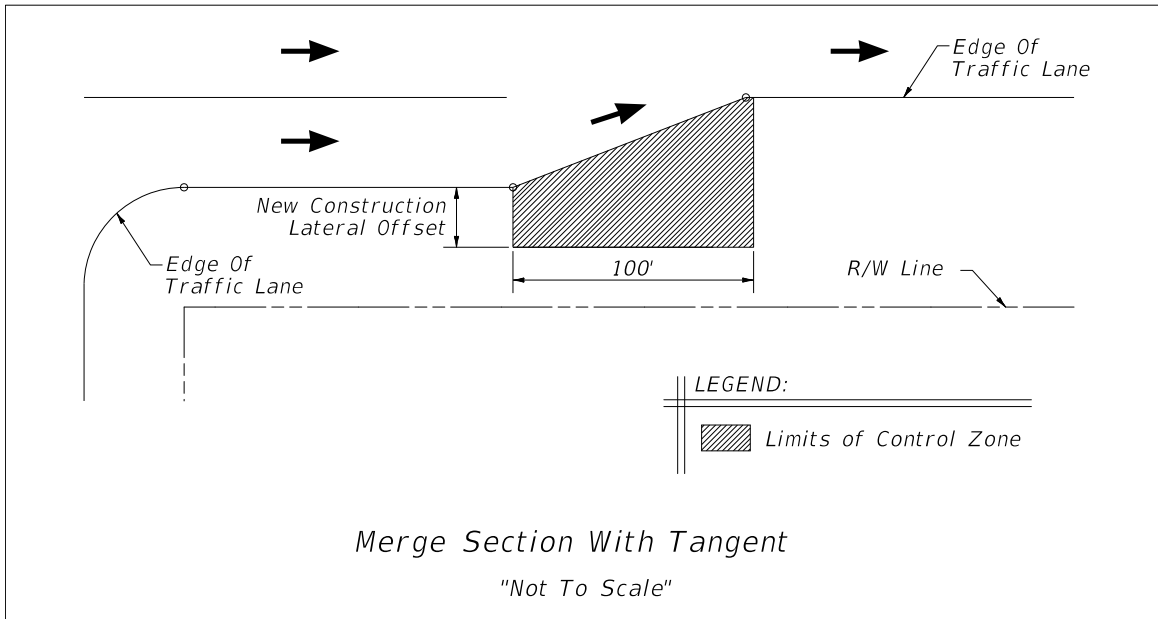 Edge Of
Traffic Lane
New Construction
Lateral Offset
Edge Of
Traffic Lane
100'
R/W Line
LEGEND:
Limits of Control Zone
Merge Section With Tangent
"Not To Scale"